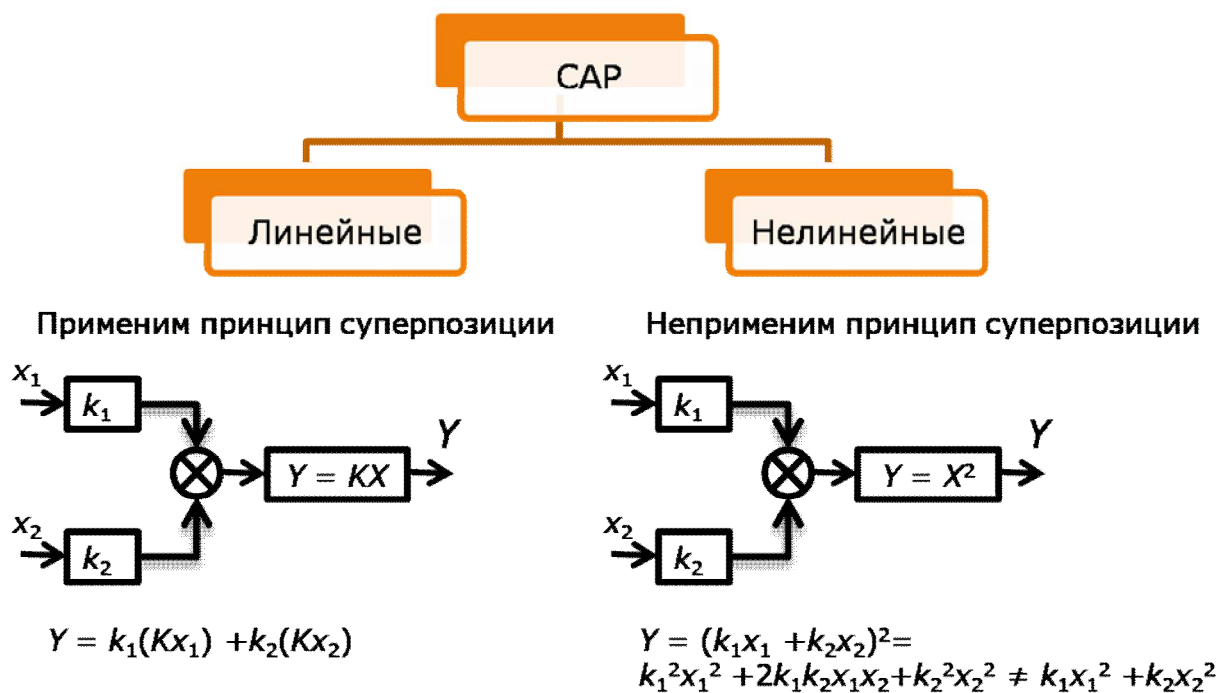 САР
Линейные
Нелинейные
Применим принцип суперпозиции
x₁
k₁
Y = KX
Y
x₂
k₂
Y = k₁(Kx₁) +k₂(Kx₂)
Неприменим принцип суперпозиции
x₁
k₁
Y = X²
Y
x₂
k₂
Y = (k₁x₁ +k₂x₂)²=
k₁²x₁² +2k₁k₂x₁x₂+k₂²x₂² ≠ k₁x₁² +k₂x₂²